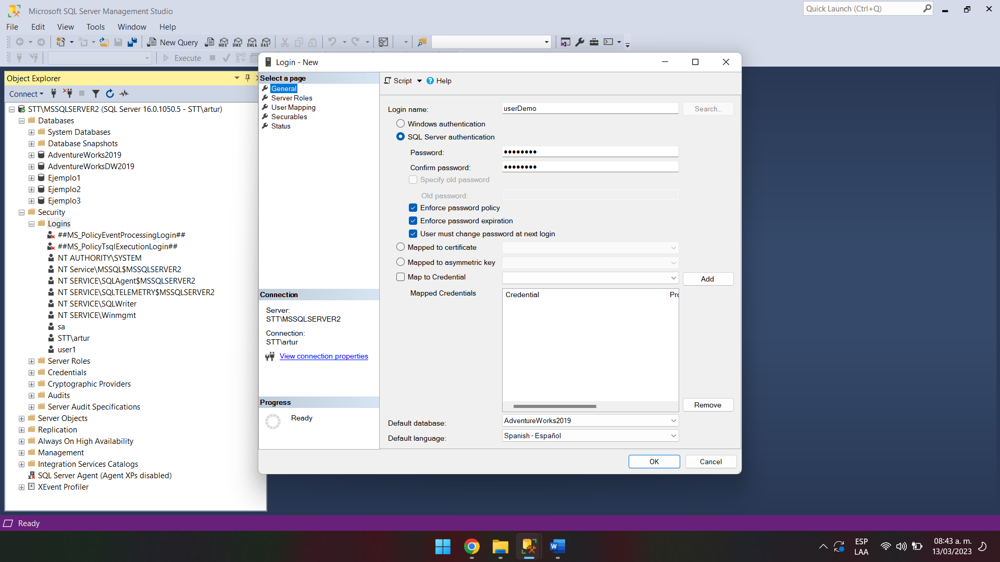 Microsoft SQL Server Management Studio
Quick Launch (Ctrl+Q)
File Edit View Tools Window Help
New Query MDX DMX XMLA DAX
Execute
Object Explorer
Connect
STT\MSSQLSERVER2 (SQL Server 16.0.1050.5 - STT\artur)
Databases
System Databases
Database Snapshots
AdventureWorks2019
AdventureWorksDW2019
Ejemplo1
Ejemplo2
Ejemplo3
Security
Logins
##MS_PolicyEventProcessingLogin##
##MS_PolicyTsqlExecutionLogin##
NT AUTHORITY\SYSTEM
NT Service\MSSQL$MSSQLSERVER2
NT SERVICE\SQLAgent$MSSQLSERVER2
NT SERVICE\SQLTELEMETRY$MSSQLSERVER2
NT SERVICE\SQLWriter
NT SERVICE\Winmgmt
sa
STT\artur
user1
Server Roles
Credentials
Cryptographic Providers
Audits
Server Audit Specifications
Server Objects
Replication
Always On High Availability
Management
Integration Services Catalogs
SQL Server Agent (Agent XPs disabled)
XEvent Profiler
Login - New
Select a page
General
Server Roles
User Mapping
Securables
Status
Connection
Server:
STT\MSSQLSERVER2
Connection:
STT\artur
View connection properties
Progress
Ready
Script Help
Login name: userDemo Search...
Windows authentication
SQL Server authentication
Password: ●●●●●●●●
Confirm password: ●●●●●●●●
Specify old password
Old password:
Enforce password policy
Enforce password expiration
User must change password at next login
Mapped to certificate
Mapped to asymmetric key
Map to Credential Add
Mapped Credentials Credential Pro
Remove
Default database: AdventureWorks2019
Default language: Spanish - Español
OK Cancel
Ready
W
ESP
LAA
08:43 a. m.
13/03/2023